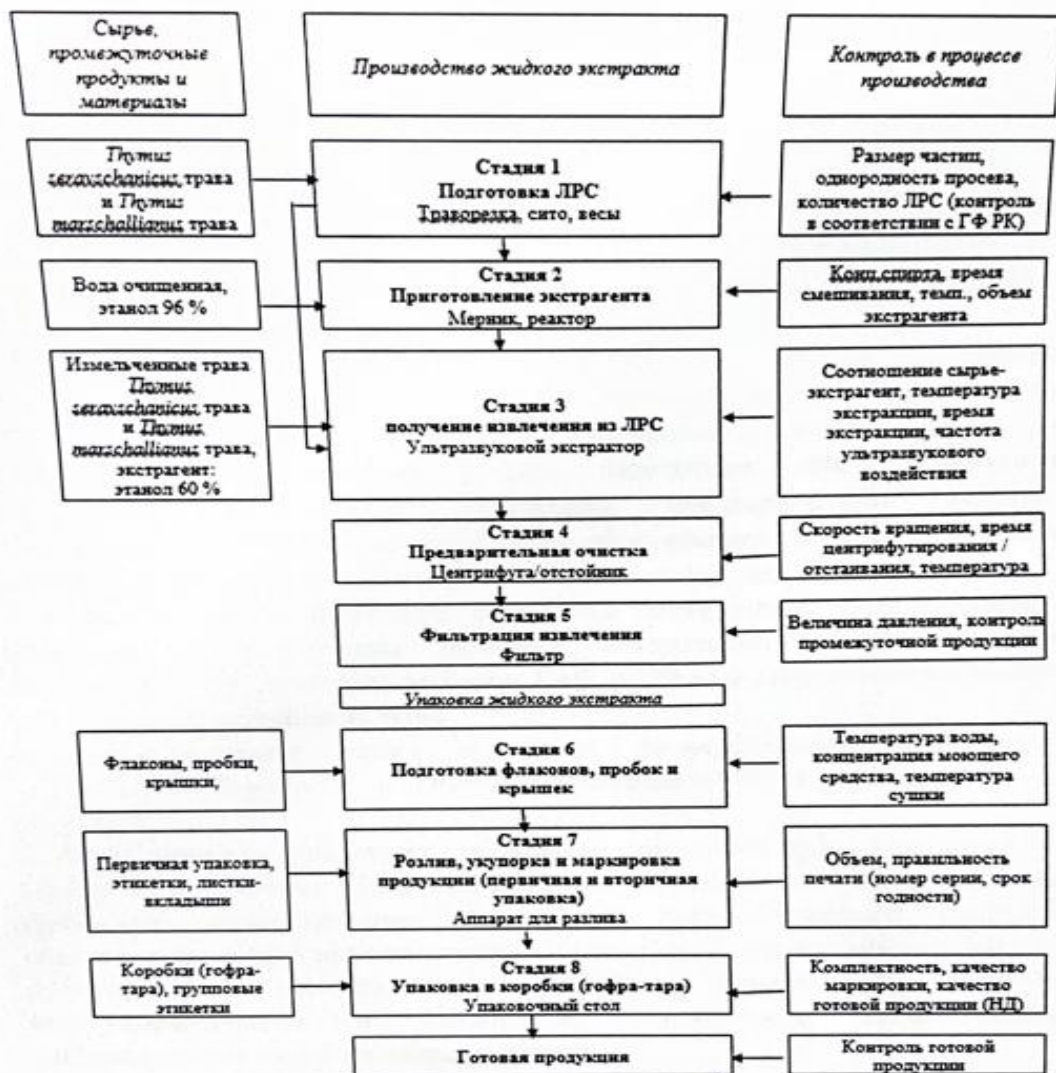 Сырье,
промежуточные
продукты и
материалы
Производство жидкого экстракта
Контроль в процессе
производства
Thymus
seravschanicus трава
и Thymus
marschallianus трава
Стадия 1
Подготовка ЛРС
Траворезка, сито, весы
Размер частиц,
однородность просева,
количество ЛРС (контроль
в соответствии с ГФ РК)
Вода очищенная,
этанол 96 %
Стадия 2
Приготовление экстрагента
Мерник, реактор
Конц.спирта, время
смешивания, темп., объем
экстрагента
Измельченные трава
Thymus
seravschanicus трава
и Thymus
marschallianus трава,
экстрагент:
этанол 60 %
Стадия 3
получение извлечения из ЛРС
Ультразвуковой экстрактор
Соотношение сырье-
экстрагент, температура
экстракции, время
экстракции, частота
ультразвукового
воздействия
Стадия 4
Предварительная очистка
Центрифуга/отстойник
Скорость вращения, время
центрифугирования /
отстаивания, температура
Стадия 5
Фильтрация извлечения
Фильтр
Величина давления, контроль
промежуточной продукции
Упаковка жидкого экстракта
Флаконы, пробки,
крышки,
Стадия 6
Подготовка флаконов, пробок и
крышек
Температура воды,
концентрация моющего
средства, температура
сушки
Первичная упаковка,
этикетки, листки-
вкладыши
Стадия 7
Розлив, укупорка и маркировка
продукции (первичная и вторичная
упаковка)
Аппарат для разлива
Объем, правильность
печати (номер серии, срок
годности)
Коробки (гофра-
тара), групповые
этикетки
Стадия 8
Упаковка в коробки (гофра-тара)
Упаковочный стол
Комплектность, качество
маркировки, качество
готовой продукции (НД)
Готовая продукция
Контроль готовой
продукции